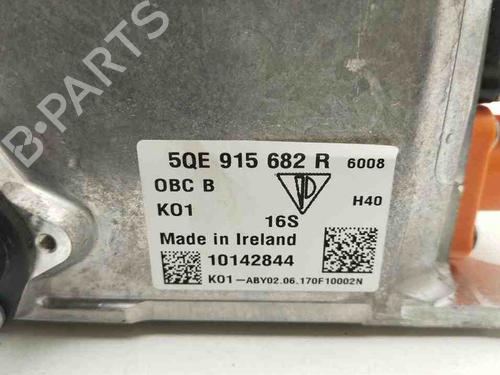 5QE 915 682 R 6008
OBC B
H40
K01
16S
Made in Ireland
10142844
K01-ABY02.06.170F10002N
B-PARTS